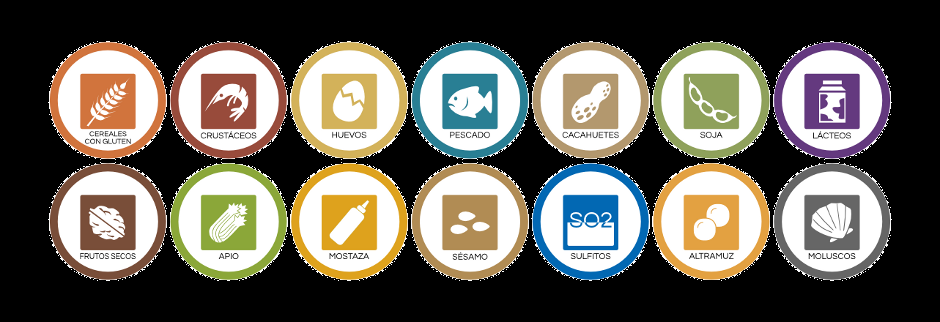 CEREALES
CON GLUTEN
CRUSTÁCEOS
HUEVOS
PESCADO
CACAHUETES
SOJA
LÁCTEOS
FRUTOS SECOS
APIO
MOSTAZA
SÉSAMO
SO2
SULFITOS
ALTRAMUZ
MOLUSCOS